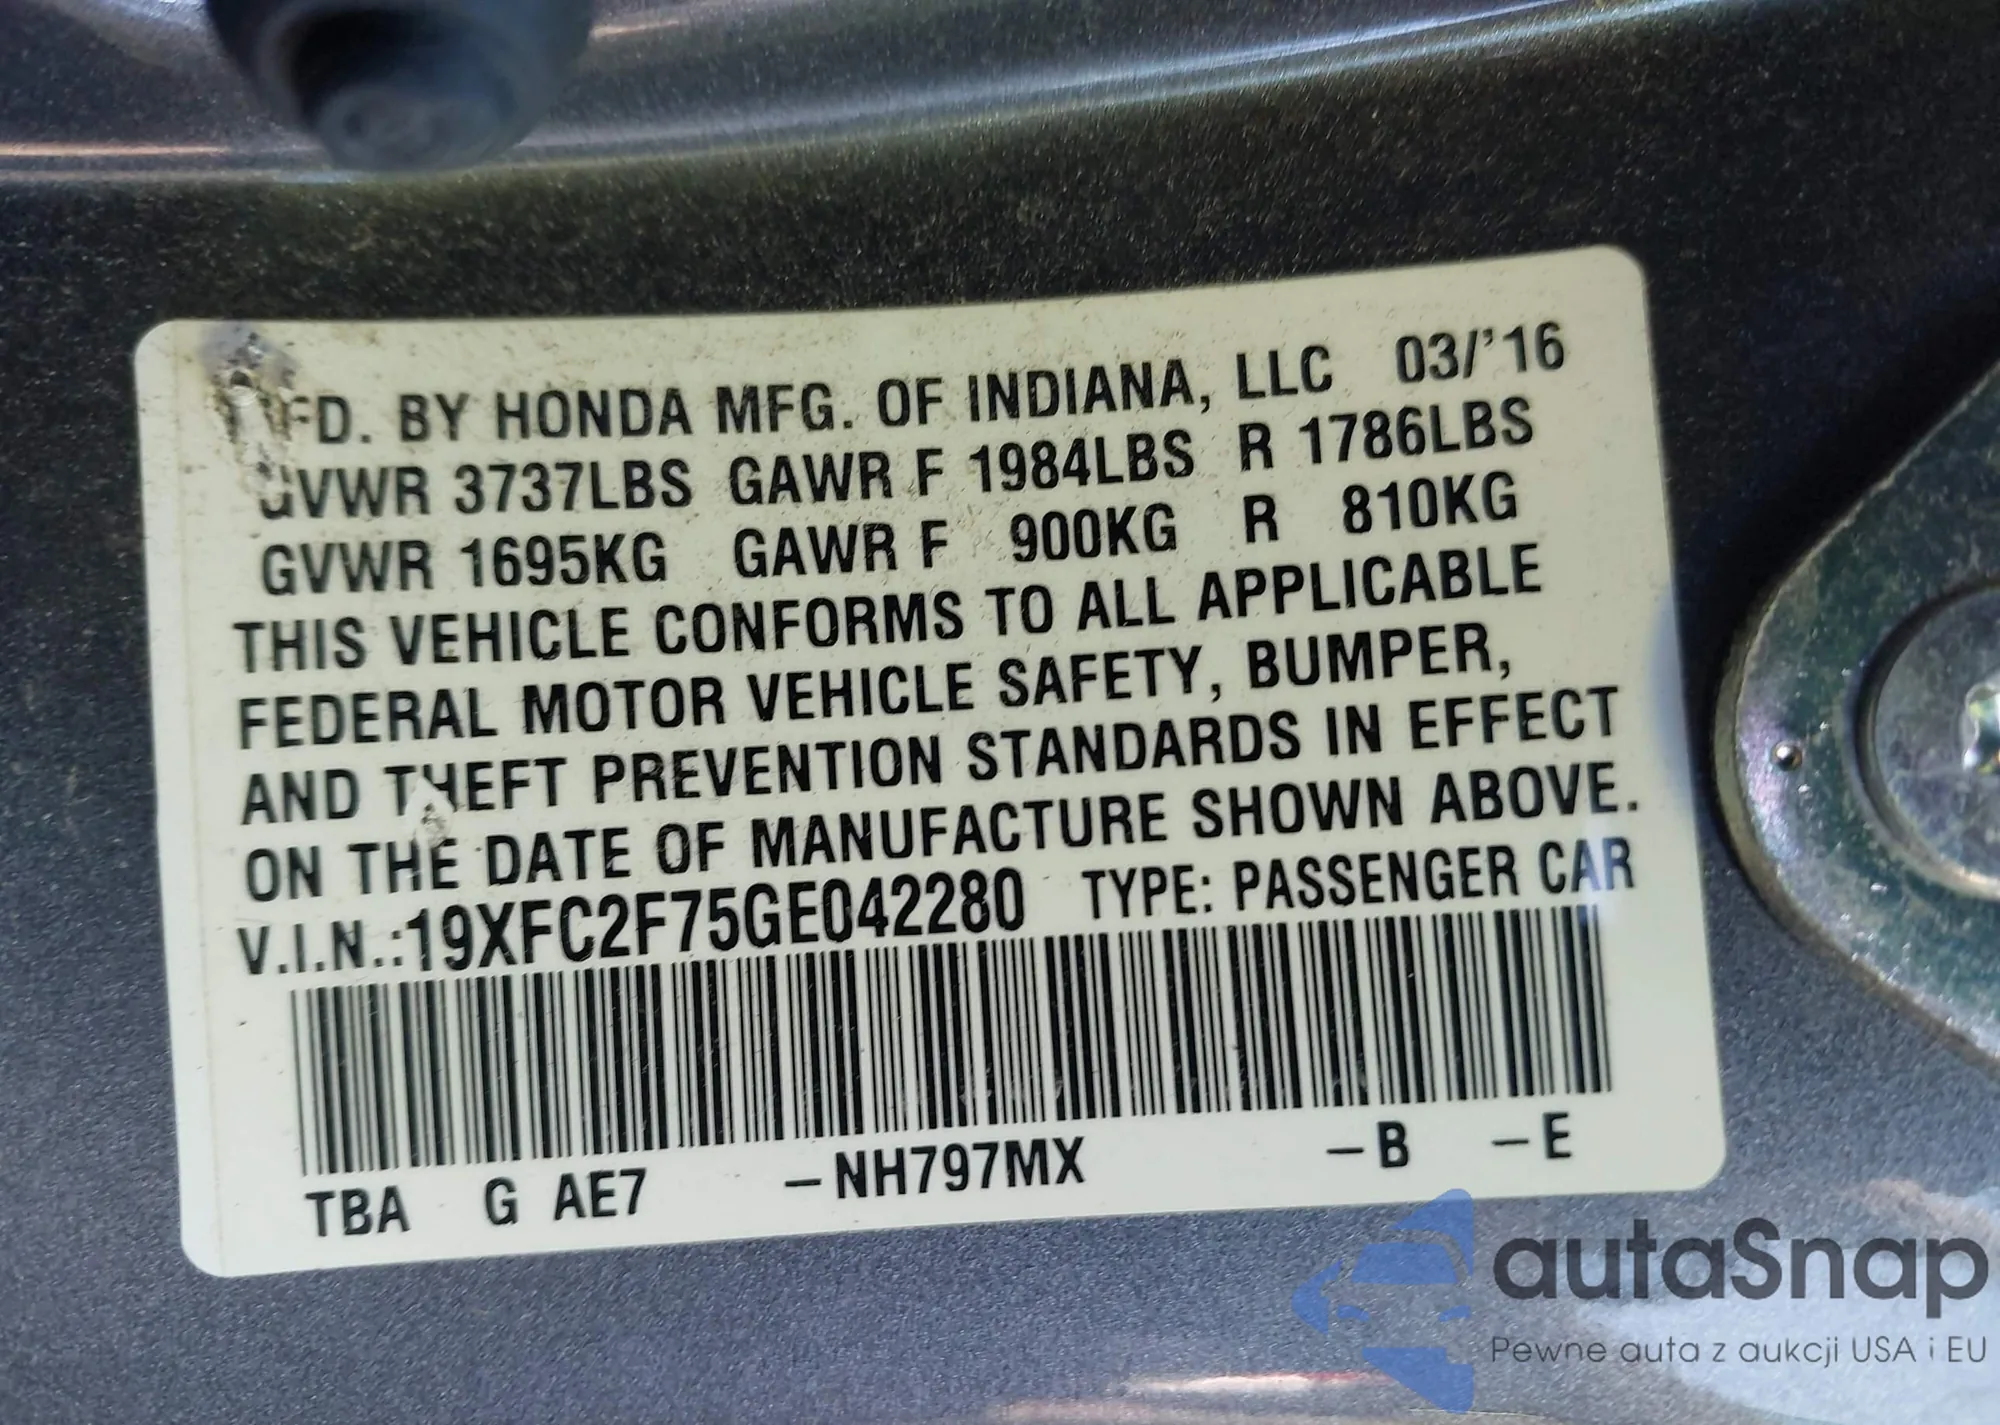 MFD. BY HONDA MFG. OF INDIANA, LLC 03/'16
GVWR 3737LBS GAWR F 1984LBS R 1786LBS
GVWR 1695KG GAWR F 900KG R 810KG
THIS VEHICLE CONFORMS TO ALL APPLICABLE
FEDERAL MOTOR VEHICLE SAFETY, BUMPER,
AND THEFT PREVENTION STANDARDS IN EFFECT
ON THE DATE OF MANUFACTURE SHOWN ABOVE.
V.I.N.:19XFC2F75GE042280 TYPE: PASSENGER CAR
TBA G AE7 –NH797MX –B –E
autaSnap
Pewne auta z aukcji USA i EU